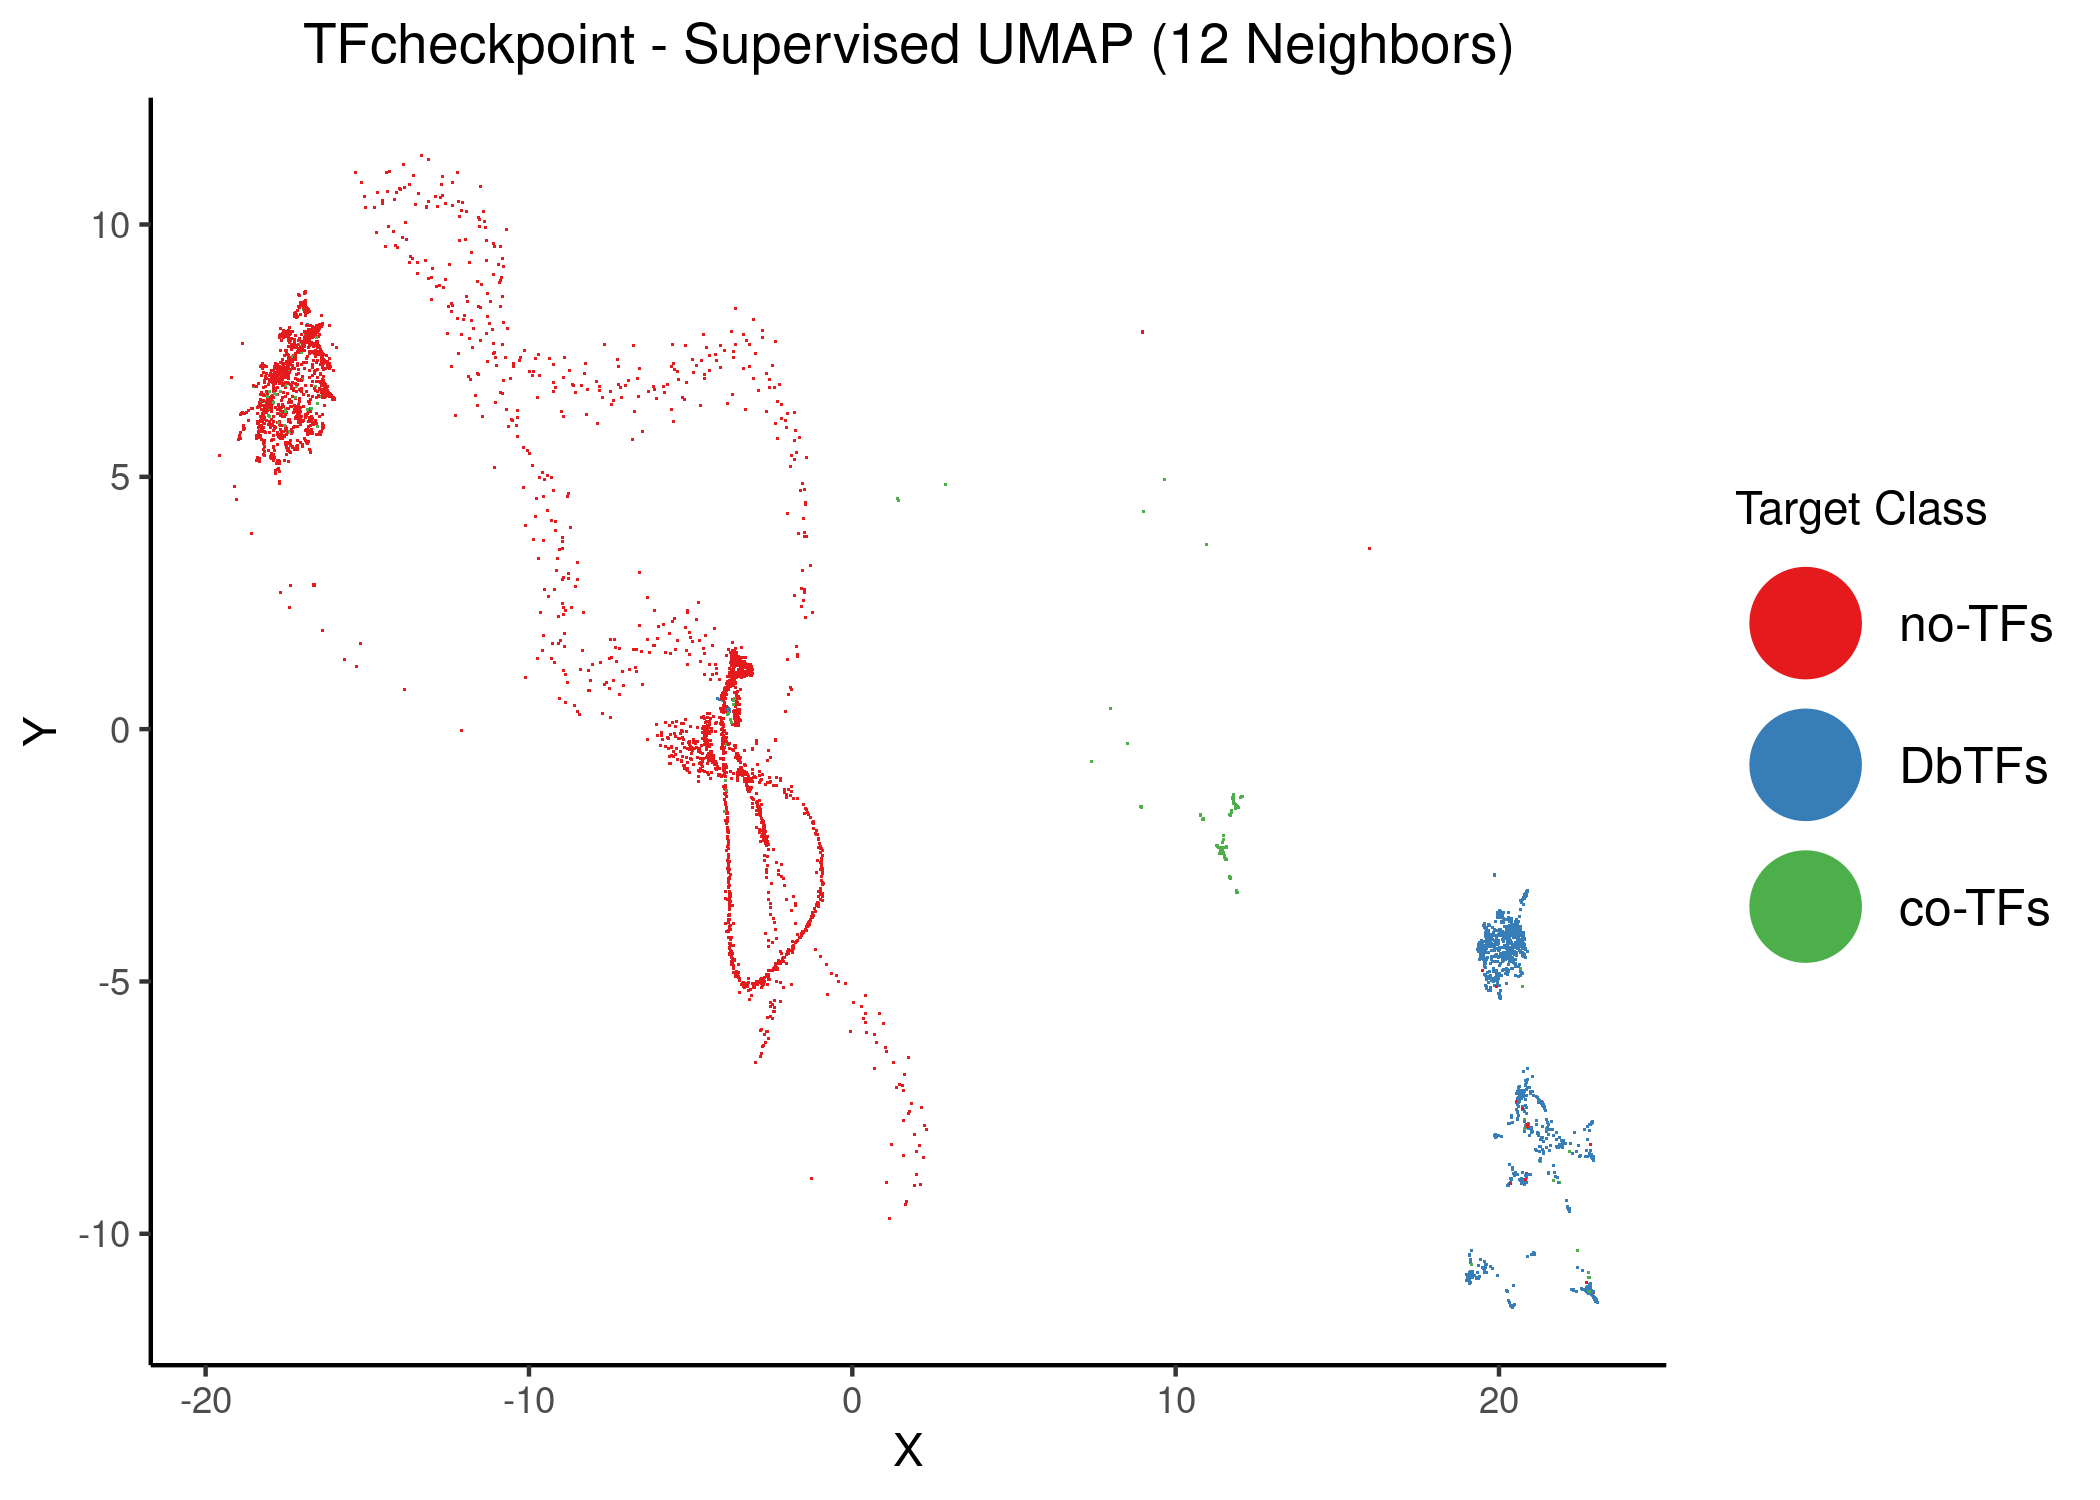 TFcheckpoint - Supervised UMAP (12 Neighbors)
10
5
0
-5
-10
Y
-20
-10
0
10
20
X
Target Class
no-TFs
DbTFs
co-TFs